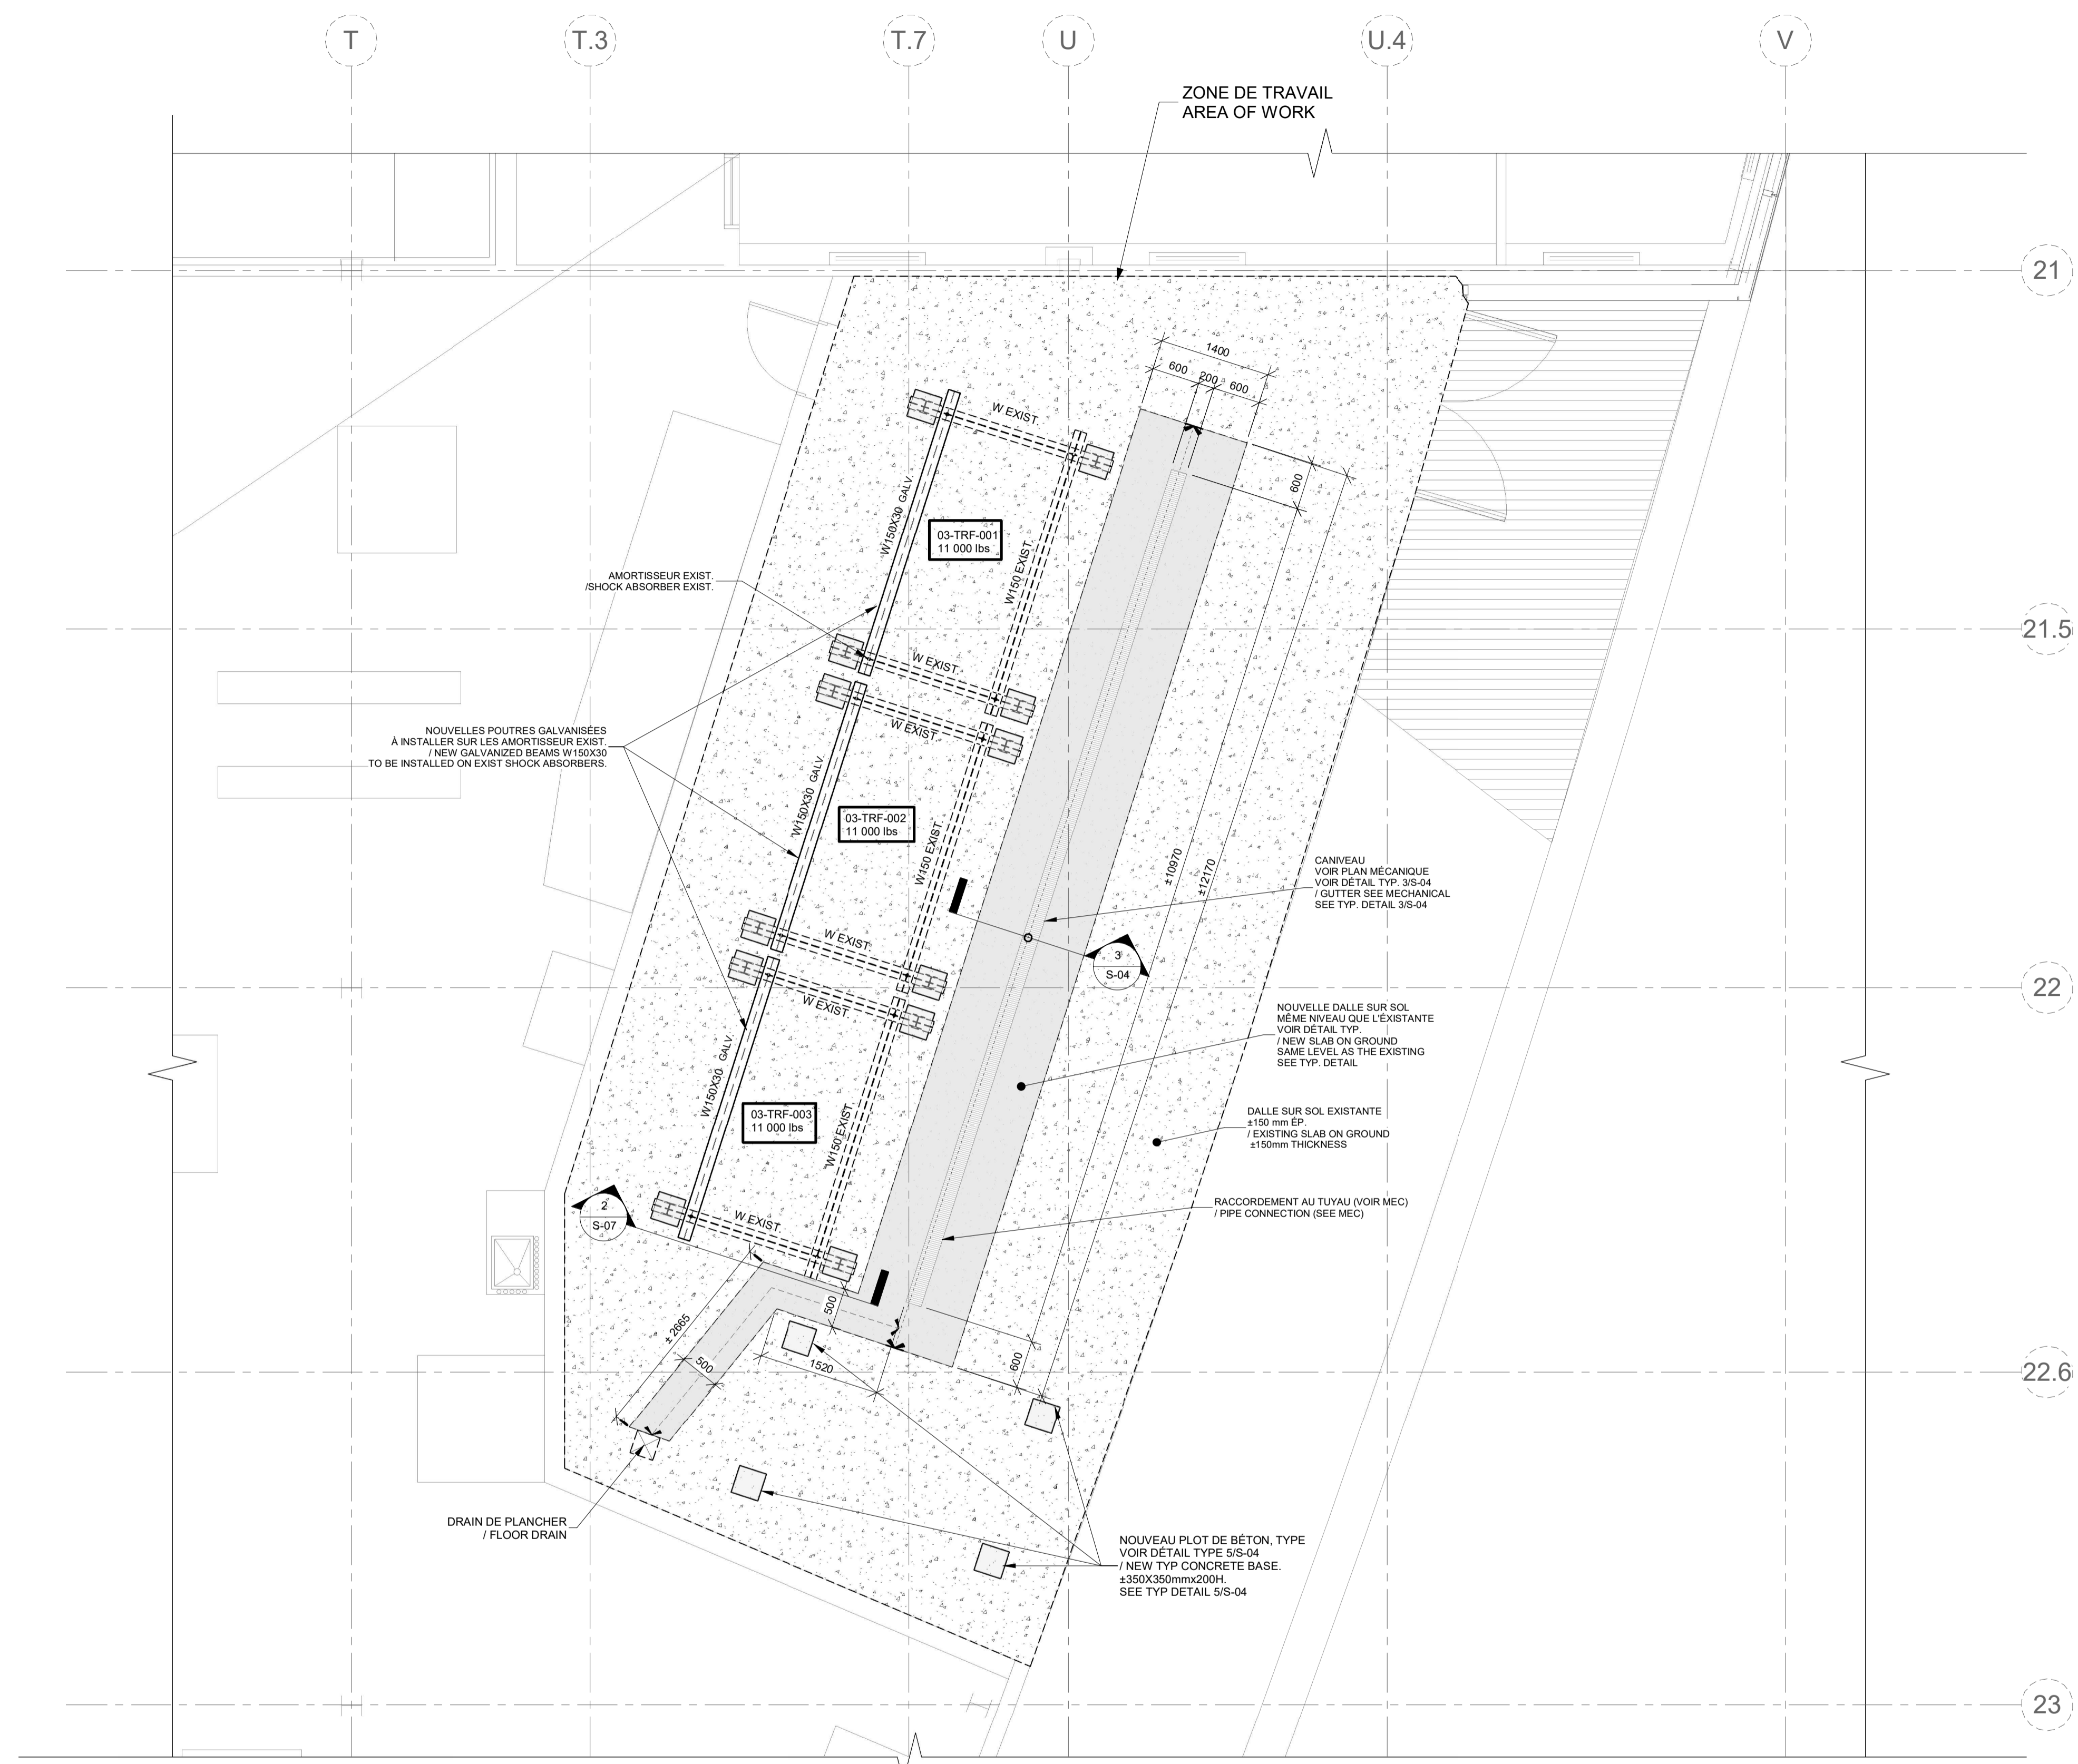 T
T.3
T.7
U
U.4
V
ZONE DE TRAVAIL
AREA OF WORK
21
1400
600
200
600
W EXIST.
W150X30 GALV.
600
03-TRF-001
11 000 lbs
W150 EXIST.
AMORTISSEUR EXIST.
/SHOCK ABSORBER EXIST.
21.5
W EXIST.
W EXIST.
NOUVELLES POUTRES GALVANISÉES
À INSTALLER SUR LES AMORTISSEUR EXIST.
/ NEW GALVANIZED BEAMS W150X30
TO BE INSTALLED ON EXIST SHOCK ABSORBERS.
W150X30 GALV.
03-TRF-002
11 000 lbs
W150 EXIST.
±10970
±12170
CANIVEAU
VOIR PLAN MÉCANIQUE
VOIR DÉTAIL TYP. 3/S-04
/ GUTTER SEE MECHANICAL
SEE TYP. DETAIL 3/S-04
W EXIST.
3
S-04
22
W EXIST.
NOUVELLE DALLE SUR SOL
MÊME NIVEAU QUE L'ÉXISTANTE
VOIR DÉTAIL TYP.
/ NEW SLAB ON GROUND
SAME LEVEL AS THE EXISTING
SEE TYP. DETAIL
W150X30 GALV.
03-TRF-003
11 000 lbs
W150 EXIST.
DALLE SUR SOL EXISTANTE
±150 mm ÉP.
/ EXISTING SLAB ON GROUND
±150mm THICKNESS
2
S-07
W EXIST.
RACCORDEMENT AU TUYAU (VOIR MEC)
/ PIPE CONNECTION (SEE MEC)
500
± 2665
500
1520
600
22.6
DRAIN DE PLANCHER
/ FLOOR DRAIN
NOUVEAU PLOT DE BÉTON, TYPE
VOIR DÉTAIL TYPE 5/S-04
/ NEW TYP CONCRETE BASE.
±350X350mmx200H.
SEE TYP DETAIL 5/S-04
23